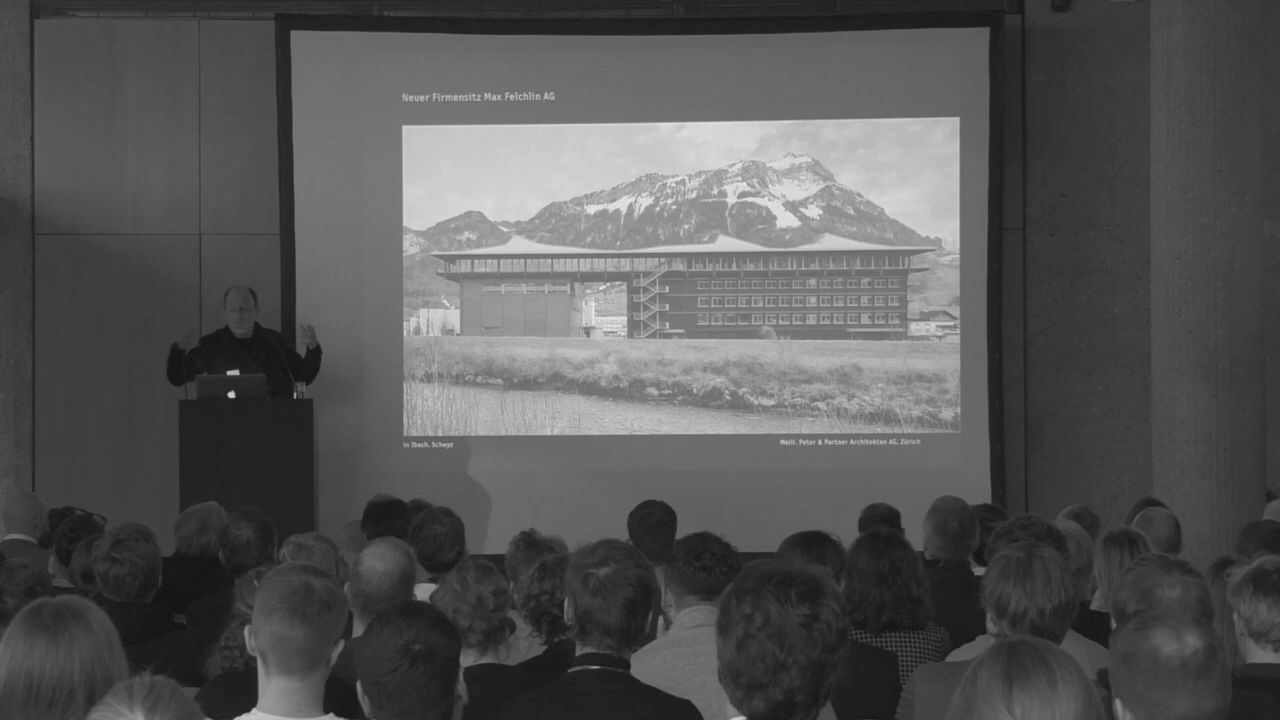 Neuer Firmensitz Max Felchlin AG
in Ibach, Schwyz
Meili, Peter & Partner Architekten AG, Zürich